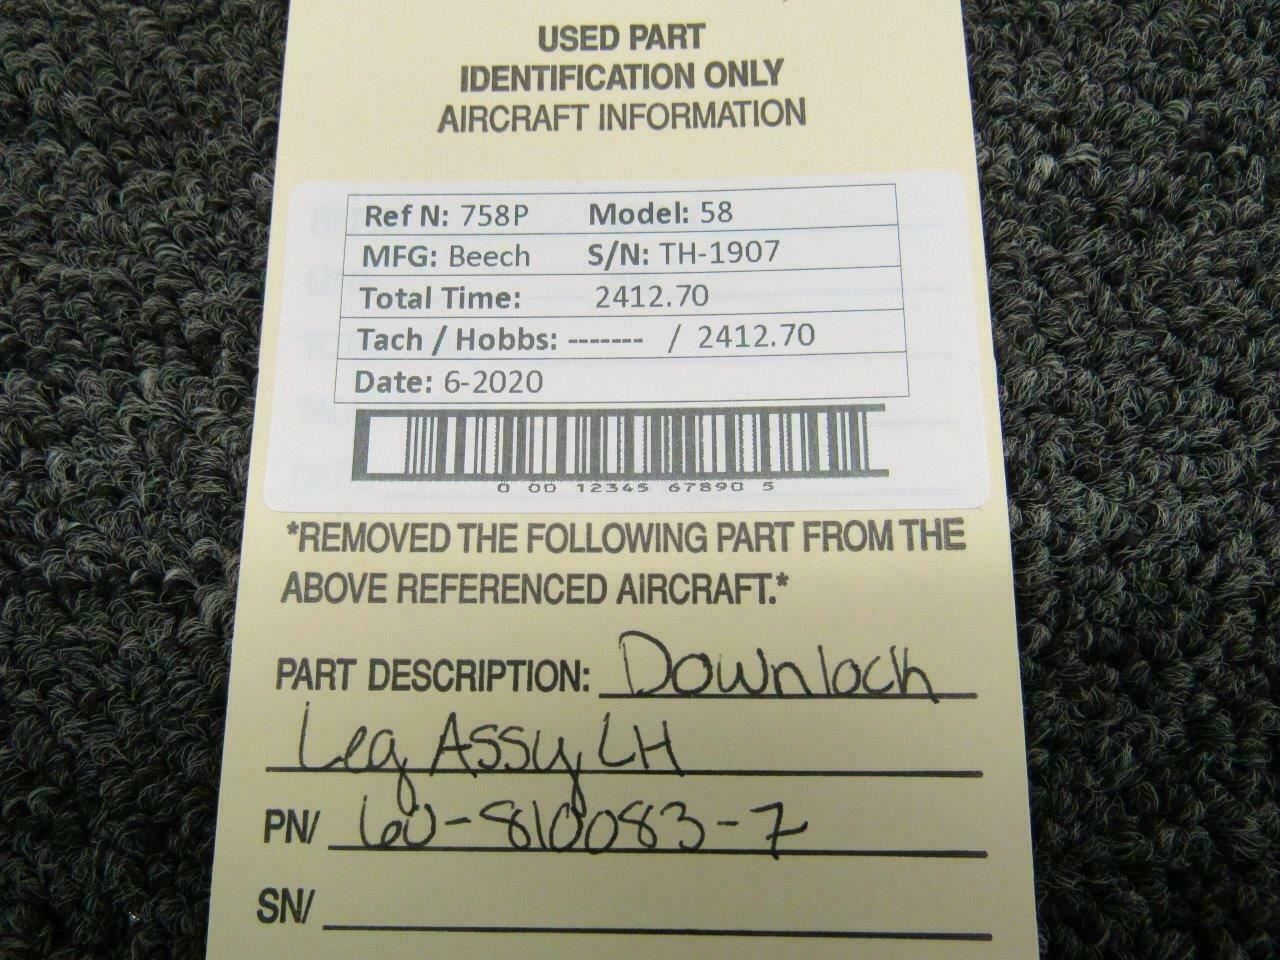 USED PART
IDENTIFICATION ONLY
AIRCRAFT INFORMATION
Ref N: 758P Model: 58
MFG: Beech S/N: TH-1907
Total Time: 2412.70
Tach / Hobbs: ------- / 2412.70
Date: 6-2020
0 00 12345 67890 5
*REMOVED THE FOLLOWING PART FROM THE
ABOVE REFERENCED AIRCRAFT.*
PART DESCRIPTION: Downlock
Leg Assy LH
PN/ 60-810083-7
SN/